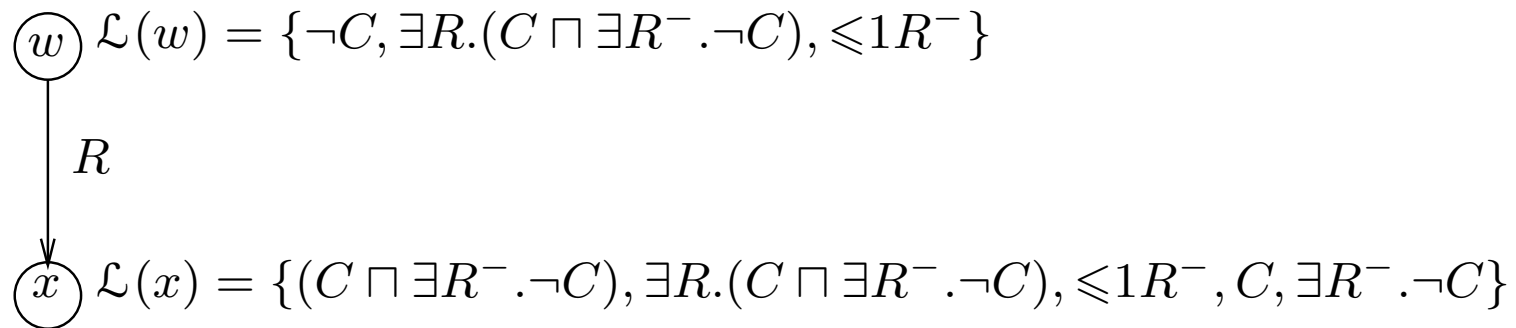 w ℒ(w) = {¬C, ∃R.(C ⊓ ∃R⁻.¬C), ⩽1R⁻}
R
x ℒ(x) = {(C ⊓ ∃R⁻.¬C), ∃R.(C ⊓ ∃R⁻.¬C), ⩽1R⁻, C, ∃R⁻.¬C}